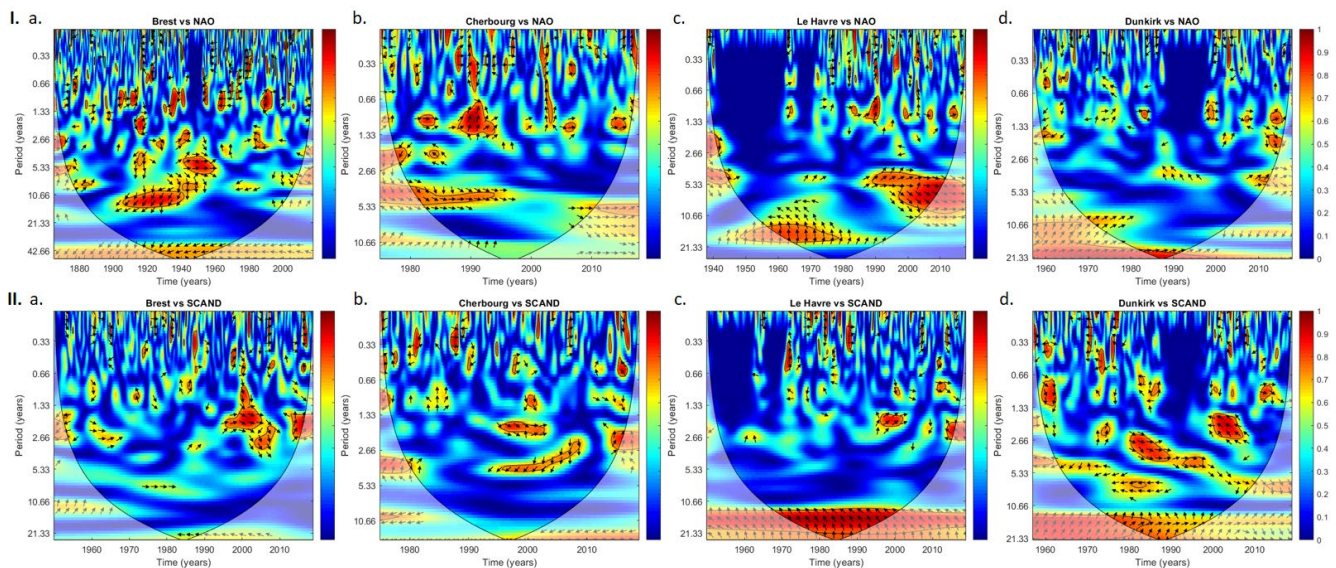 I. a. b. c. d.
Brest vs NAO
Cherbourg vs NAO
Le Havre vs NAO
Dunkirk vs NAO
Period (years)
0.33
0.66
1.33
2.66
5.33
10.66
21.33
42.66
1880 1900 1920 1940 1960 1980 2000
Time (years)
Period (years)
0.33
0.66
1.33
2.66
5.33
10.66
1980 1990 2000 2010
Time (years)
Period (years)
0.33
0.66
1.33
2.66
5.33
10.66
21.33
1940 1950 1960 1970 1980 1990 2000 2010
Time (years)
Period (years)
0.33
0.66
1.33
2.66
5.33
10.66
21.33
1960 1970 1980 1990 2000 2010
Time (years)
1
0.9
0.8
0.7
0.6
0.5
0.4
0.3
0.2
0.1
0
II. a. b. c. d.
Brest vs SCAND
Cherbourg vs SCAND
Le Havre vs SCAND
Dunkirk vs SCAND
Period (years)
0.33
0.66
1.33
2.66
5.33
10.66
21.33
1960 1970 1980 1990 2000 2010
Time (years)
Period (years)
0.33
0.66
1.33
2.66
5.33
10.66
1980 1990 2000 2010
Time (years)
Period (years)
0.33
0.66
1.33
2.66
5.33
10.66
21.33
1960 1970 1980 1990 2000 2010
Time (years)
Period (years)
0.33
0.66
1.33
2.66
5.33
10.66
21.33
1960 1970 1980 1990 2000 2010
Time (years)
1
0.9
0.8
0.7
0.6
0.5
0.4
0.3
0.2
0.1
0